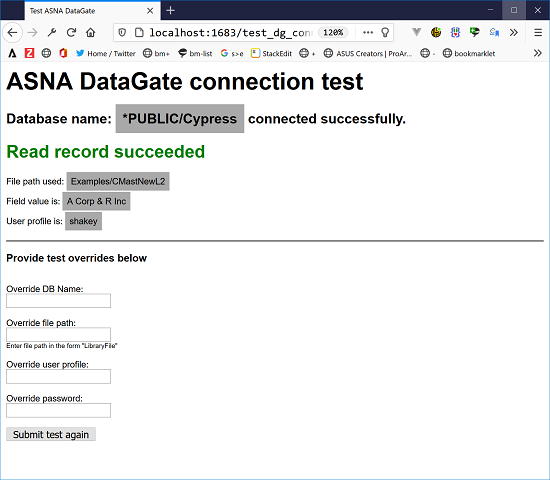 Test ASNA DataGate
localhost:1683/test_dg_con
120%
Home / Twitter
bm+
bm-list
s>e
StackEdit
+
ASUS Creators | ProAr…
-
bookmarklet
ASNA DataGate connection test
Database name: *PUBLIC/Cypress connected successfully.
Read record succeeded
File path used: Examples/CMastNewL2
Field value is: A Corp & R Inc
User profile is: shakey
Provide test overrides below
Override DB Name:
Override file path:
Enter file path in the form "LibraryFile"
Override user profile:
Override password:
Submit test again